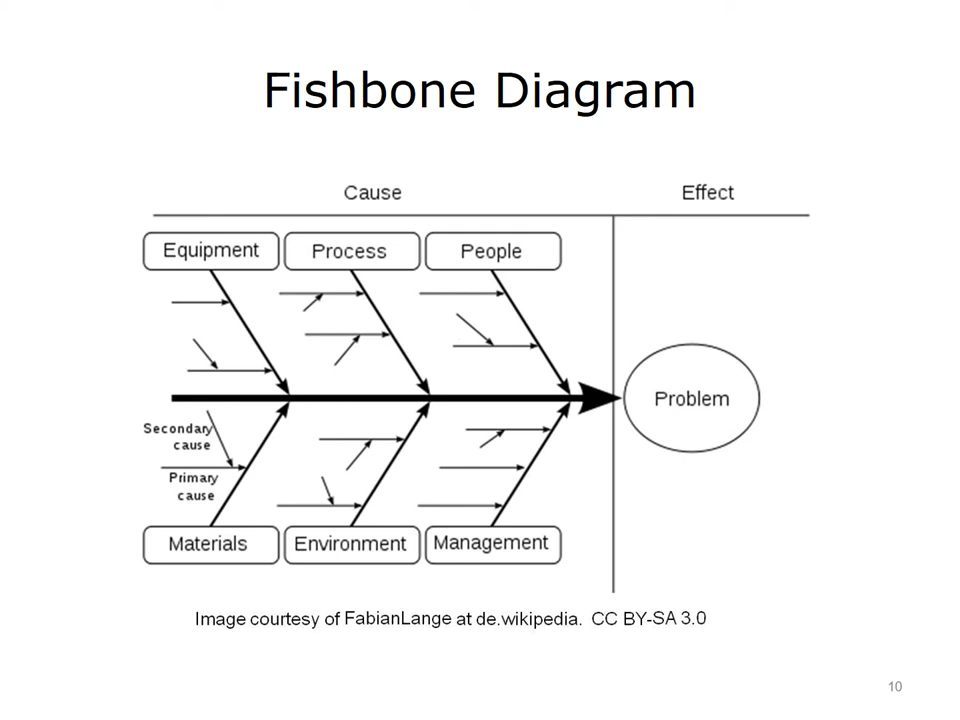 Fishbone Diagram
Cause
Effect
Equipment
Process
People
Problem
Secondary
cause
Primary
cause
Materials
Environment
Management
Image courtesy of FabianLange at de.wikipedia.  CC BY-SA 3.0
10